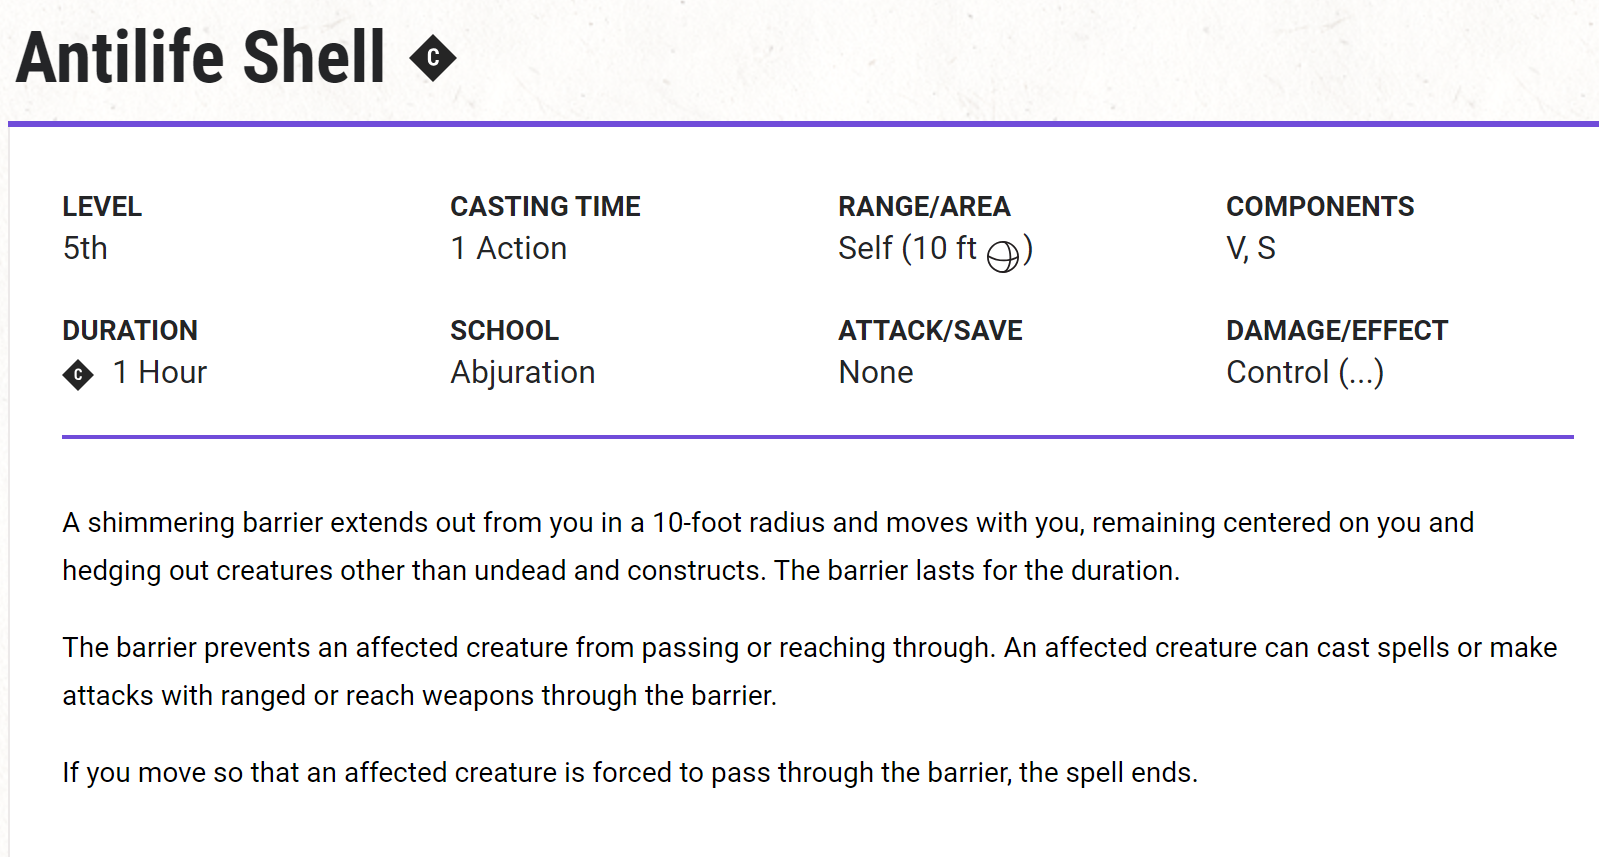 Antilife Shell C
LEVEL
5th
CASTING TIME
1 Action
RANGE/AREA
Self (10 ft )
COMPONENTS
V, S
DURATION
C 1 Hour
SCHOOL
Abjuration
ATTACK/SAVE
None
DAMAGE/EFFECT
Control (...)
A shimmering barrier extends out from you in a 10-foot radius and moves with you, remaining centered on you and
hedging out creatures other than undead and constructs. The barrier lasts for the duration.
The barrier prevents an affected creature from passing or reaching through. An affected creature can cast spells or make
attacks with ranged or reach weapons through the barrier.
If you move so that an affected creature is forced to pass through the barrier, the spell ends.